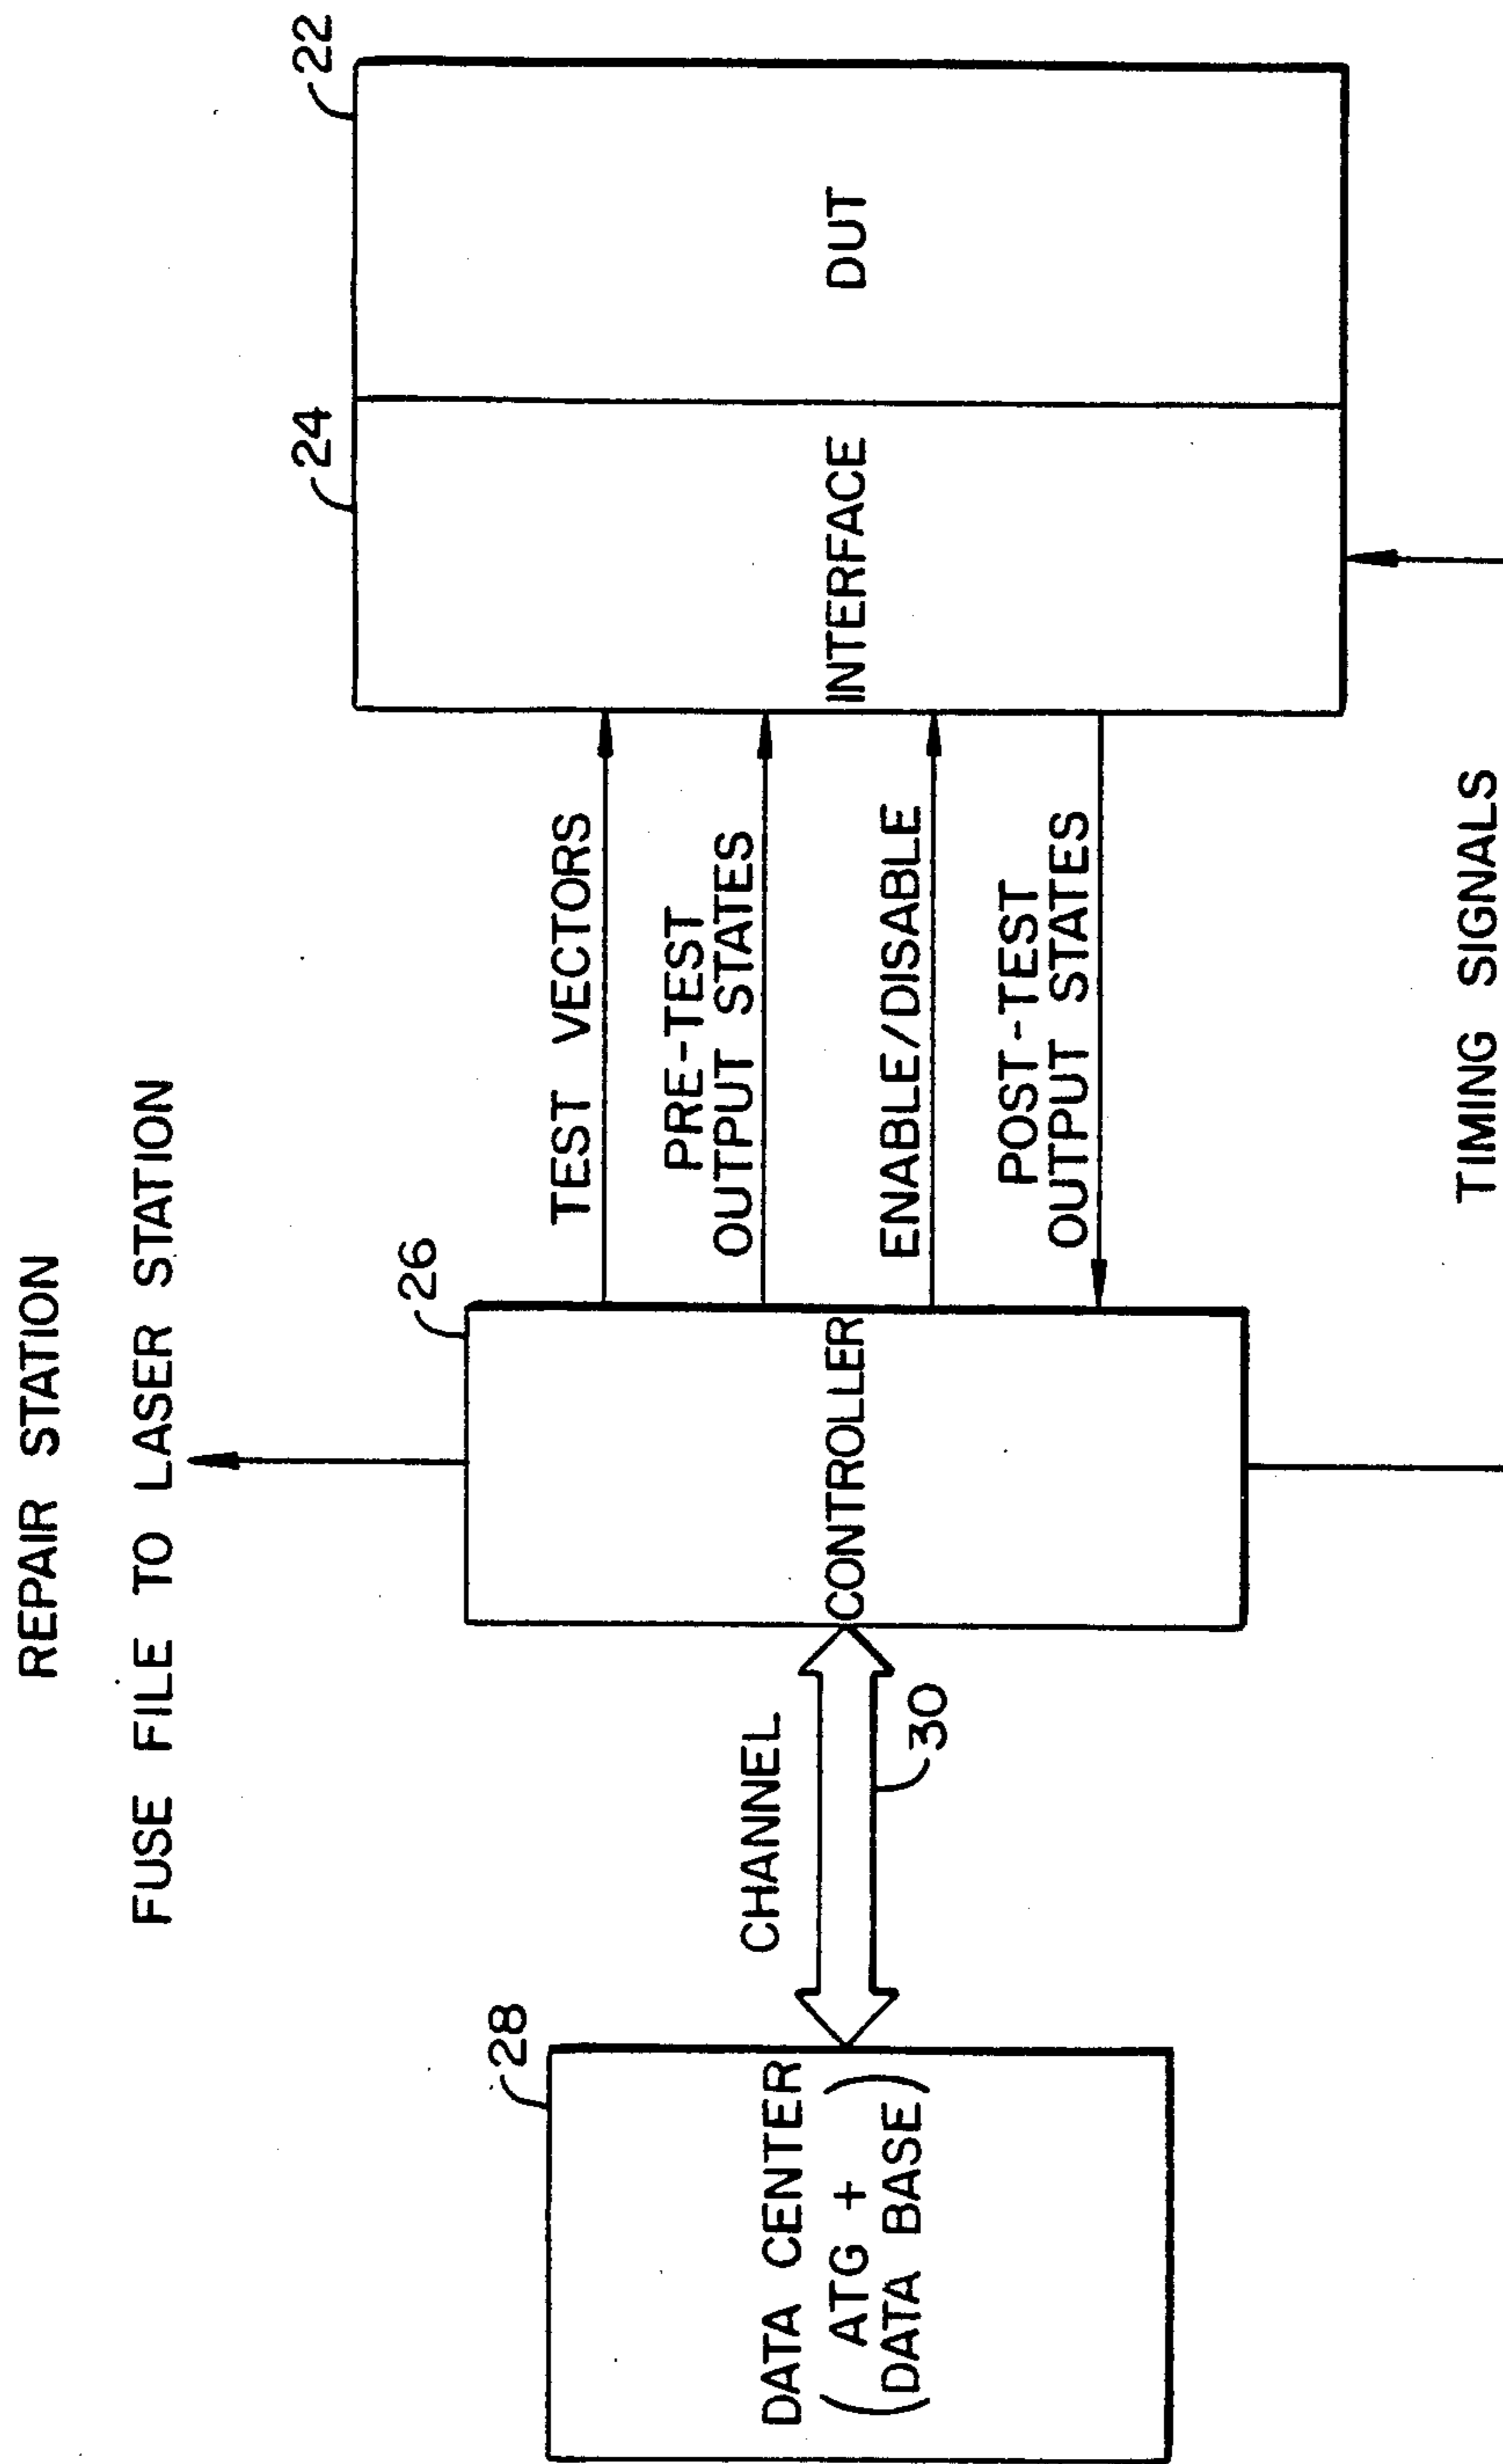 REPAIR STATION
FUSE FILE TO LASER STATION
28
DATA CENTER
(ATG +
DATA BASE)
CHANNEL
30
26
CONTROLLER
TEST VECTORS
PRE-TEST
OUTPUT STATES
ENABLE/DISABLE
POST-TEST
OUTPUT STATES
24
INTERFACE
22
DUT
TIMING SIGNALS